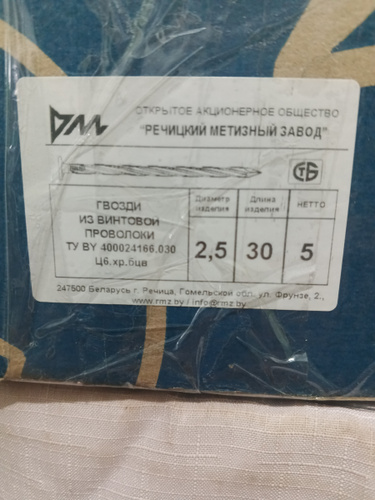 РМЗ
ОТКРЫТОЕ АКЦИОНЕРНОЕ ОБЩЕСТВО
"РЕЧИЦКИЙ МЕТИЗНЫЙ ЗАВОД"
СТБ
ГВОЗДИ
ИЗ ВИНТОВОЙ
ПРОВОЛОКИ
ТУ BY 400024166.030
Ц6.хр.бцв
Диаметр изделия
Длина изделия
НЕТТО
2,5
30
5
247500 Беларусь г. Речица, Гомельской обл. ул. Фрунзе, 2.,
www.rmz.by / info@rmz.by